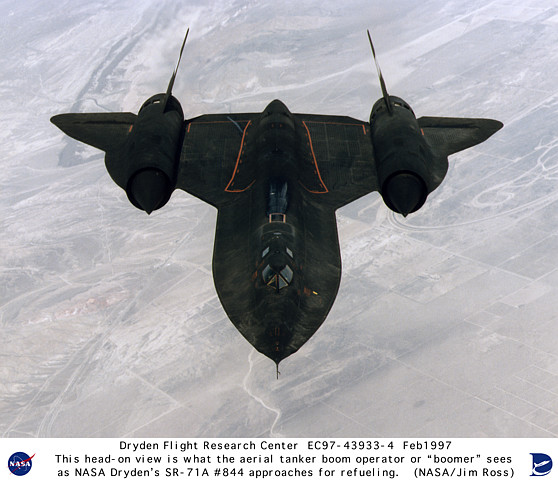 Dryden Flight Research Center EC97-43933-4 Feb1997
NASA This head-on view is what the aerial tanker boom operator or “boomer” sees
as NASA Dryden's SR-71A #844 approaches for refueling. (NASA/Jim Ross)